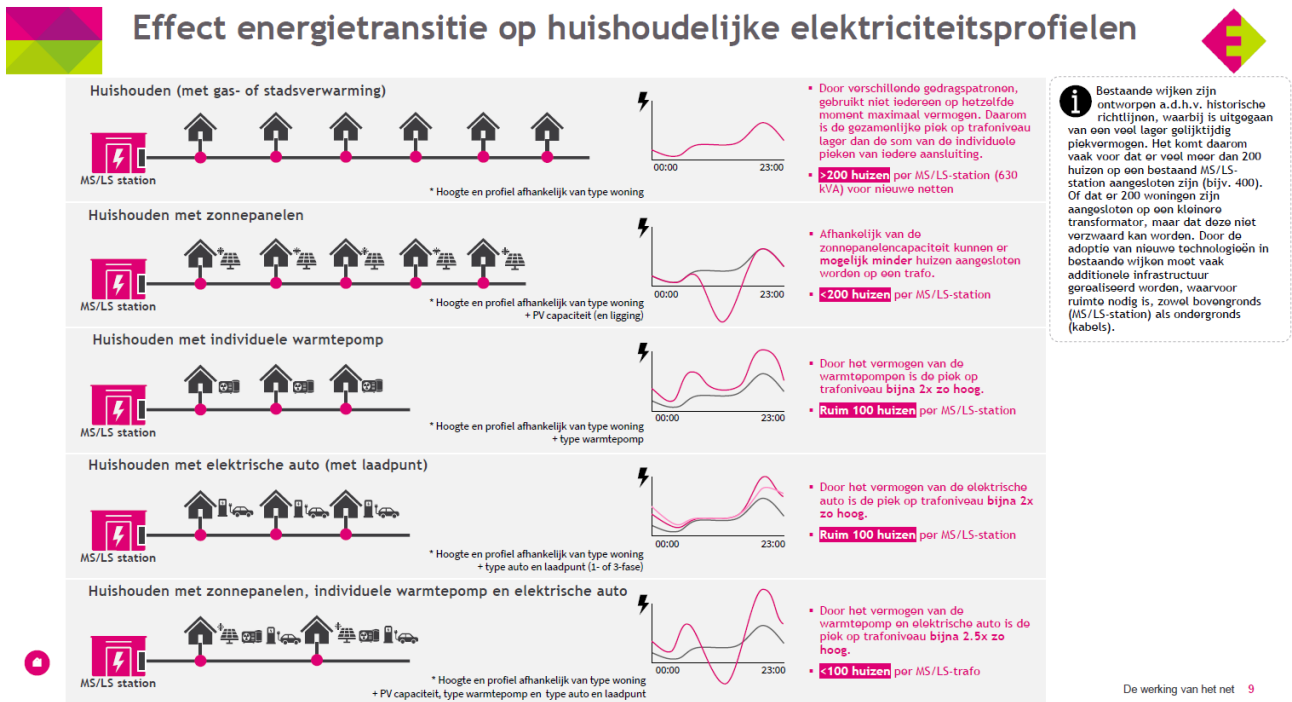 Effect energietransitie op huishoudelijke elektriciteitsprofielen
Huishouden (met gas- of stadsverwarming)
MS/LS station
* Hoogte en profiel afhankelijk van type woning
00:00
23:00
▪ Door verschillende gedragspatronen,
gebruikt niet iedereen op hetzelfde
moment maximaal vermogen. Daarom
is de gezamenlijke piek op trafoniveau
lager dan de som van de individuele
pieken van iedere aansluiting.
▪ >200 huizen per MS/LS-station (630
kVA) voor nieuwe netten
Huishouden met zonnepanelen
MS/LS station
* Hoogte en profiel afhankelijk van type woning
+ PV capaciteit (en ligging)
00:00
23:00
▪ Afhankelijk van de
zonnepanelencapaciteit kunnen er
mogelijk minder huizen aangesloten
worden op een trafo.
▪ <200 huizen per MS/LS-station
Huishouden met individuele warmtepomp
MS/LS station
* Hoogte en profiel afhankelijk van type woning
+ type warmtepomp
00:00
23:00
▪ Door het vermogen van de
warmtepompen is de piek op
trafoniveau bijna 2x zo hoog.
▪ Ruim 100 huizen per MS/LS-station
Huishouden met elektrische auto (met laadpunt)
MS/LS station
* Hoogte en profiel afhankelijk van type woning
+ type auto en laadpunt (1- of 3-fase)
00:00
23:00
▪ Door het vermogen van de elektrische
auto is de piek op trafoniveau bijna 2x
zo hoog.
▪ Ruim 100 huizen per MS/LS-station
Huishouden met zonnepanelen, individuele warmtepomp en elektrische auto
MS/LS station
* Hoogte en profiel afhankelijk van type woning
+ PV capaciteit, type warmtepomp en type auto en laadpunt
00:00
23:00
▪ Door het vermogen van de
warmtepomp en elektrische auto is de
piek op trafoniveau bijna 2.5x zo
hoog.
▪ <100 huizen per MS/LS-trafo
i
Bestaande wijken zijn
ontworpen a.d.h.v. historische
richtlijnen, waarbij is uitgegaan
van een veel lager gelijktijdig
piekvermogen. Het komt daarom
vaak voor dat er veel meer dan 200
huizen op een bestaand MS/LS-
station aangesloten zijn (bijv. 400).
Of dat er 200 woningen zijn
aangesloten op een kleinere
transformator, maar dat deze niet
verzwaard kan worden. Door de
adoptie van nieuwe technologieën in
bestaande wijken moet vaak
additionele infrastructuur
gerealiseerd worden, waarvoor
ruimte nodig is, zowel bovengronds
(MS/LS-station) als ondergronds
(kabels).
De werking van het net 9